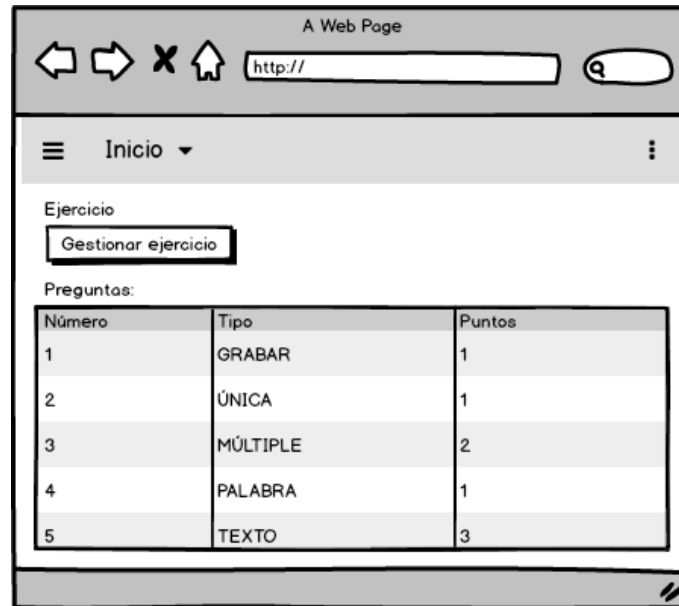 A Web Page
http://
Inicio
Ejercicio
Gestionar ejercicio
Preguntas:
Número Tipo Puntos
1 GRABAR 1
2 ÚNICA 1
3 MÚLTIPLE 2
4 PALABRA 1
5 TEXTO 3